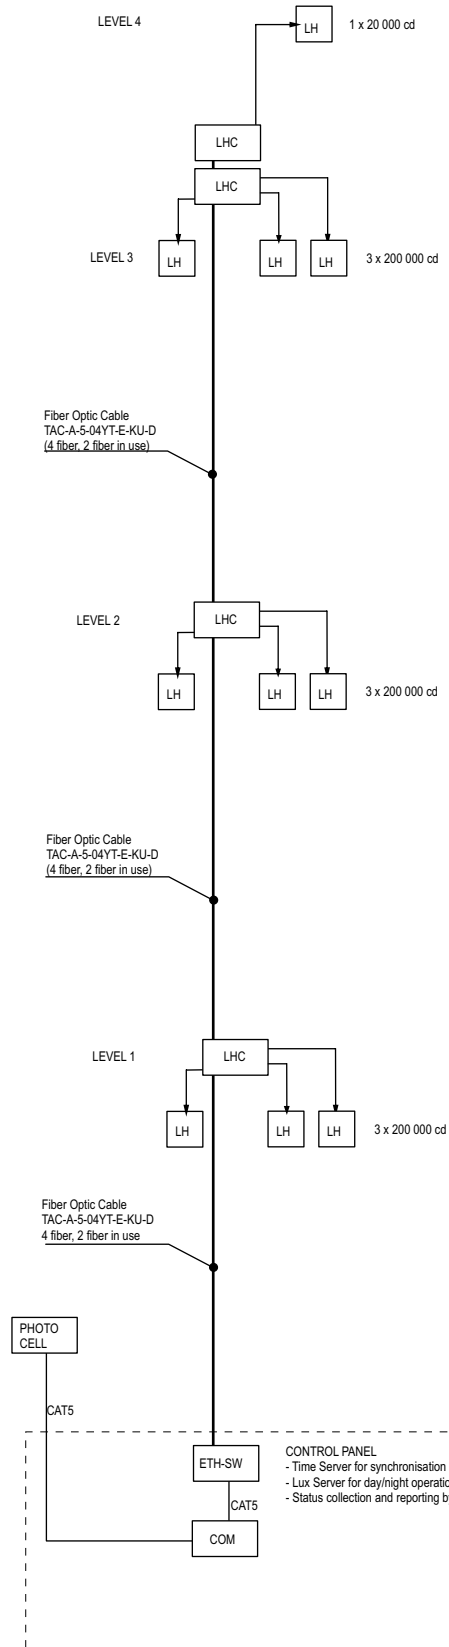 LEVEL 4
LH
1 x 20 000 cd
LHC
LHC
LEVEL 3
LH
LH
LH
3 x 200 000 cd
Fiber Optic Cable
TAC-A-5-04YT-E-KU-D
(4 fiber, 2 fiber in use)
LEVEL 2
LHC
LH
LH
LH
3 x 200 000 cd
Fiber Optic Cable
TAC-A-5-04YT-E-KU-D
(4 fiber, 2 fiber in use)
LEVEL 1
LHC
LH
LH
LH
3 x 200 000 cd
Fiber Optic Cable
TAC-A-5-04YT-E-KU-D
4 fiber, 2 fiber in use
PHOTO
CELL
CAT5
ETH-SW
CAT5
COM
CONTROL PANEL
- Time Server for synchronisation
- Lux Server for day/night
- Status collection and reporting